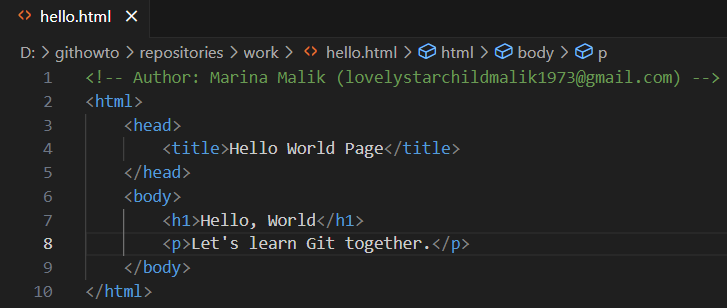 hello.html
D: > githowto > repositories > work > hello.html > html > body > p
1 <!-- Author: Marina Malik (lovelystarchildmalik1973@gmail.com) -->
2 <html>
3     <head>
4         <title>Hello World Page</title>
5     </head>
6     <body>
7         <h1>Hello, World</h1>
8         <p>Let's learn Git together.</p>
9     </body>
10 </html>